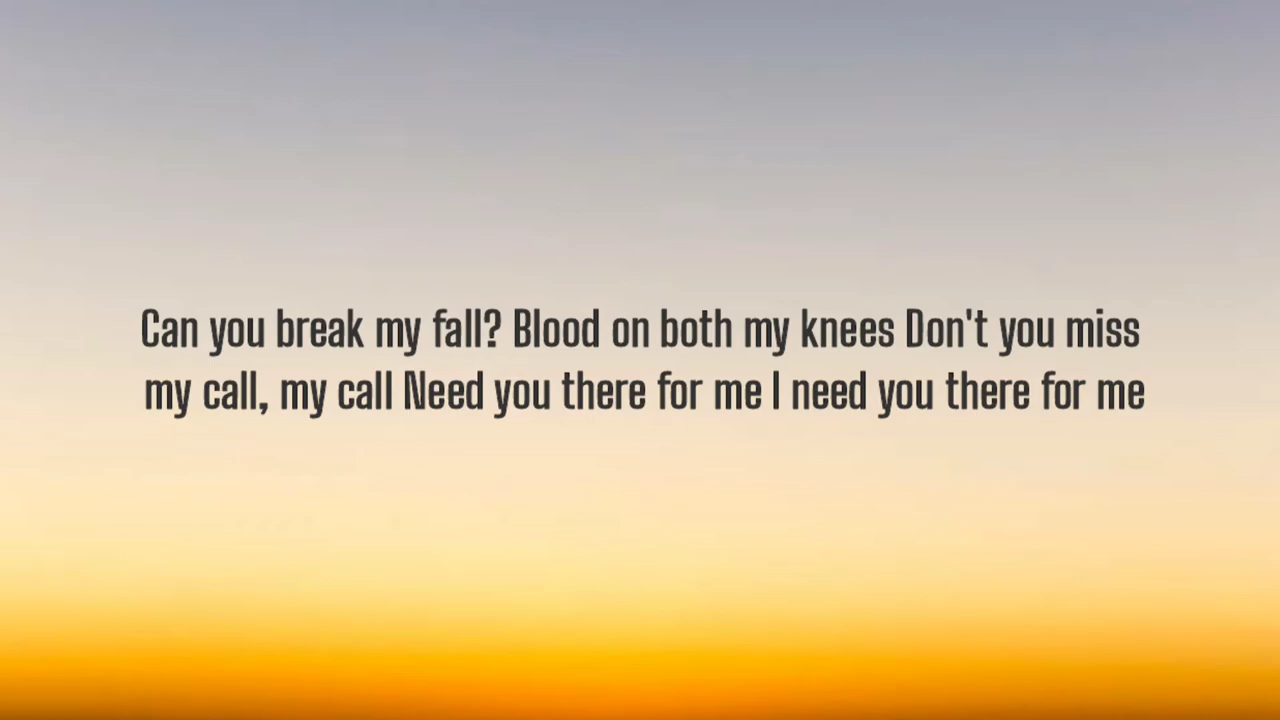 Can you break my fall? Blood on both my knees Don't you miss
my call, my call Need you there for me I need you there for me